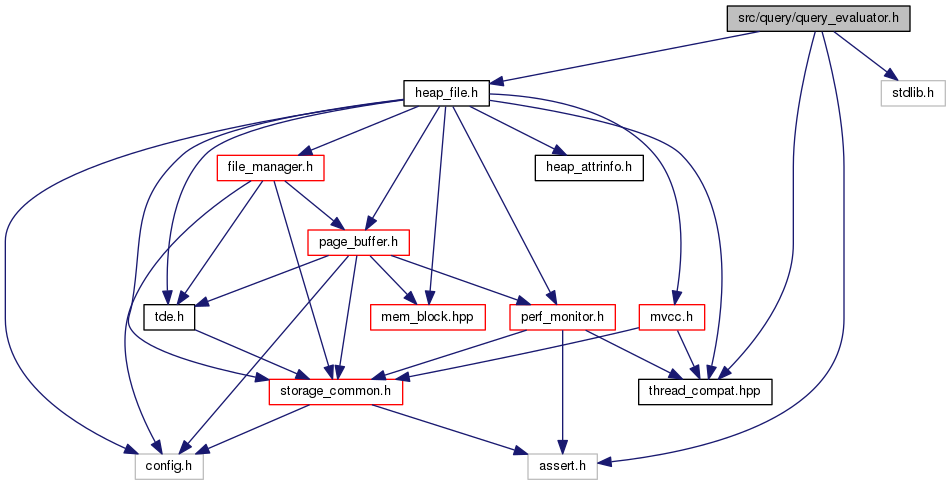 src/query/query_evaluator.h
heap_file.h
stdlib.h
file_manager.h
heap_attrinfo.h
page_buffer.h
tde.h
mem_block.hpp
perf_monitor.h
mvcc.h
storage_common.h
thread_compat.hpp
config.h
assert.h